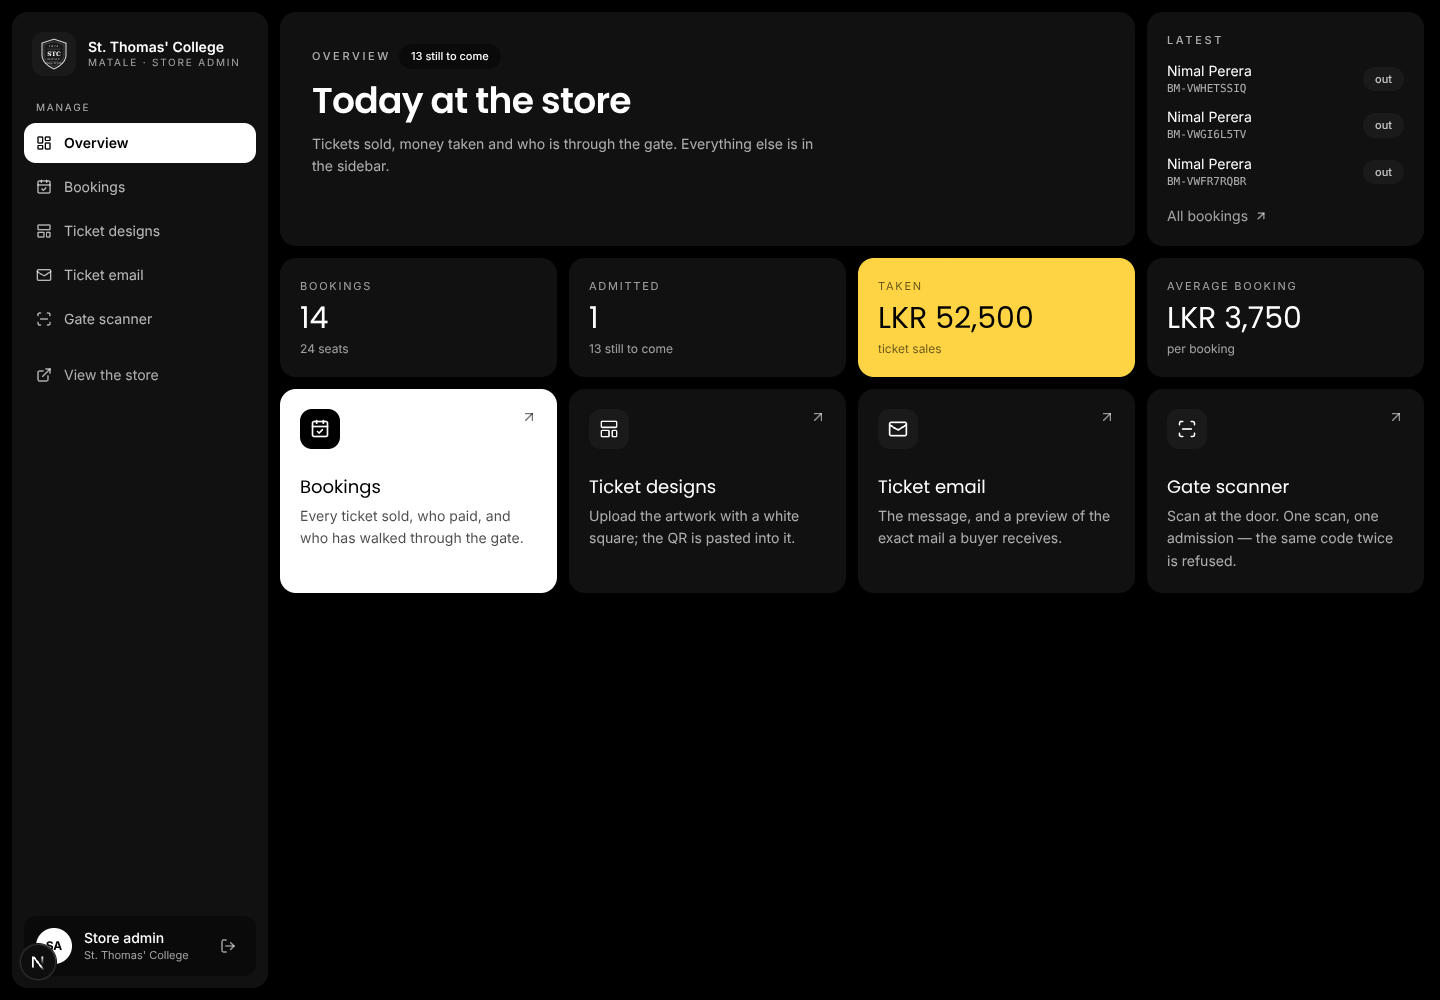 St. Thomas' College
MATALE · STORE ADMIN
MANAGE
Overview
Bookings
Ticket designs
Ticket email
Gate scanner
View the store
Store admin
St. Thomas' College
OVERVIEW
13 still to come
Today at the store
Tickets sold, money taken and who is through the gate. Everything else is in
the sidebar.
LATEST
Nimal Perera
BM-VWHETSSIQ
out
Nimal Perera
BM-VWGI6L5TV
out
Nimal Perera
BM-VWFR7RQBR
out
All bookings
BOOKINGS
14
24 seats
ADMITTED
1
13 still to come
TAKEN
LKR 52,500
ticket sales
AVERAGE BOOKING
LKR 3,750
per booking
Bookings
Every ticket sold, who paid, and
who has walked through the gate.
Ticket designs
Upload the artwork with a white
square; the QR is pasted into it.
Ticket email
The message, and a preview of the
exact mail a buyer receives.
Gate scanner
Scan at the door. One scan, one
admission — the same code twice
is refused.
SA
N
STC